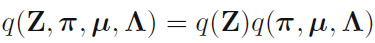 q(Z, π, μ, Λ) = q(Z)q(π, μ, Λ)